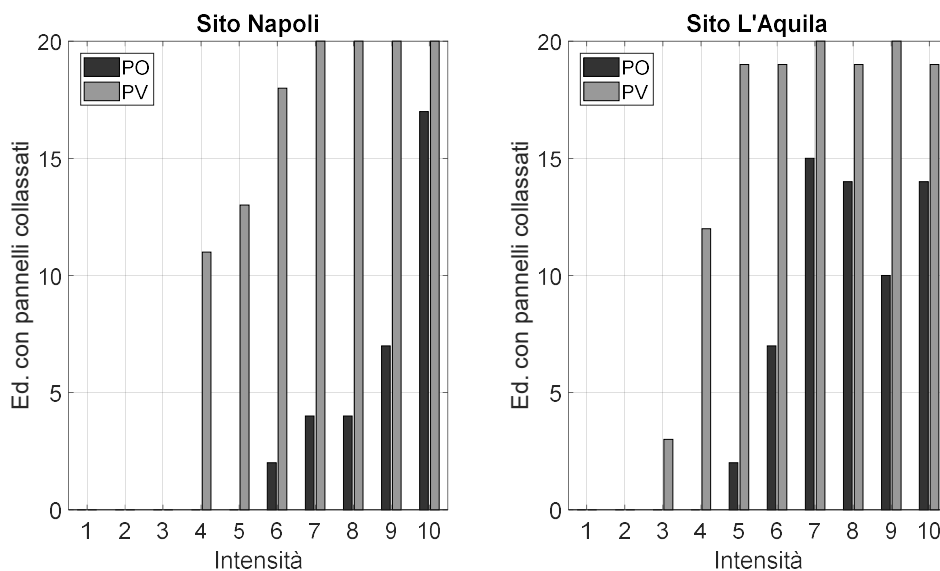 Sito Napoli
PO
PV
Ed. con pannelli collassati
20
15
10
5
0
1 2 3 4 5 6 7 8 9 10
Intensità
Sito L'Aquila
PO
PV
Ed. con pannelli collassati
20
15
10
5
0
1 2 3 4 5 6 7 8 9 10
Intensità